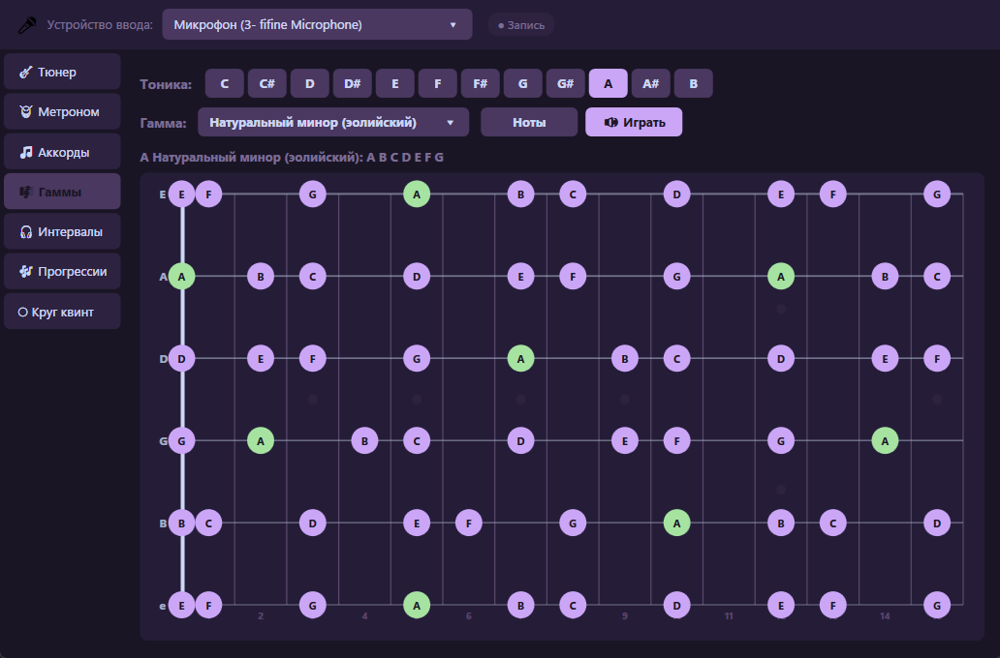 Устройство ввода: Микрофон (3- fifine Microphone) ▼ ● Запись
Тюнер
Метроном
Аккорды
Гаммы
Интервалы
Прогрессии
Круг квинт
Тоника: C C# D D# E F F# G G# A A# B
Гамма: Натуральный минор (эолийский) ▼ Ноты Играть
A Натуральный минор (эолийский): A B C D E F G
E E F G A B C D E F G
A A B C D E F G A B C
D D E F G A B C D E F
G G A B C D E F G A
B B C D E F G A B C D
e E F G A B C D E F G
2 4 6 9 11 14